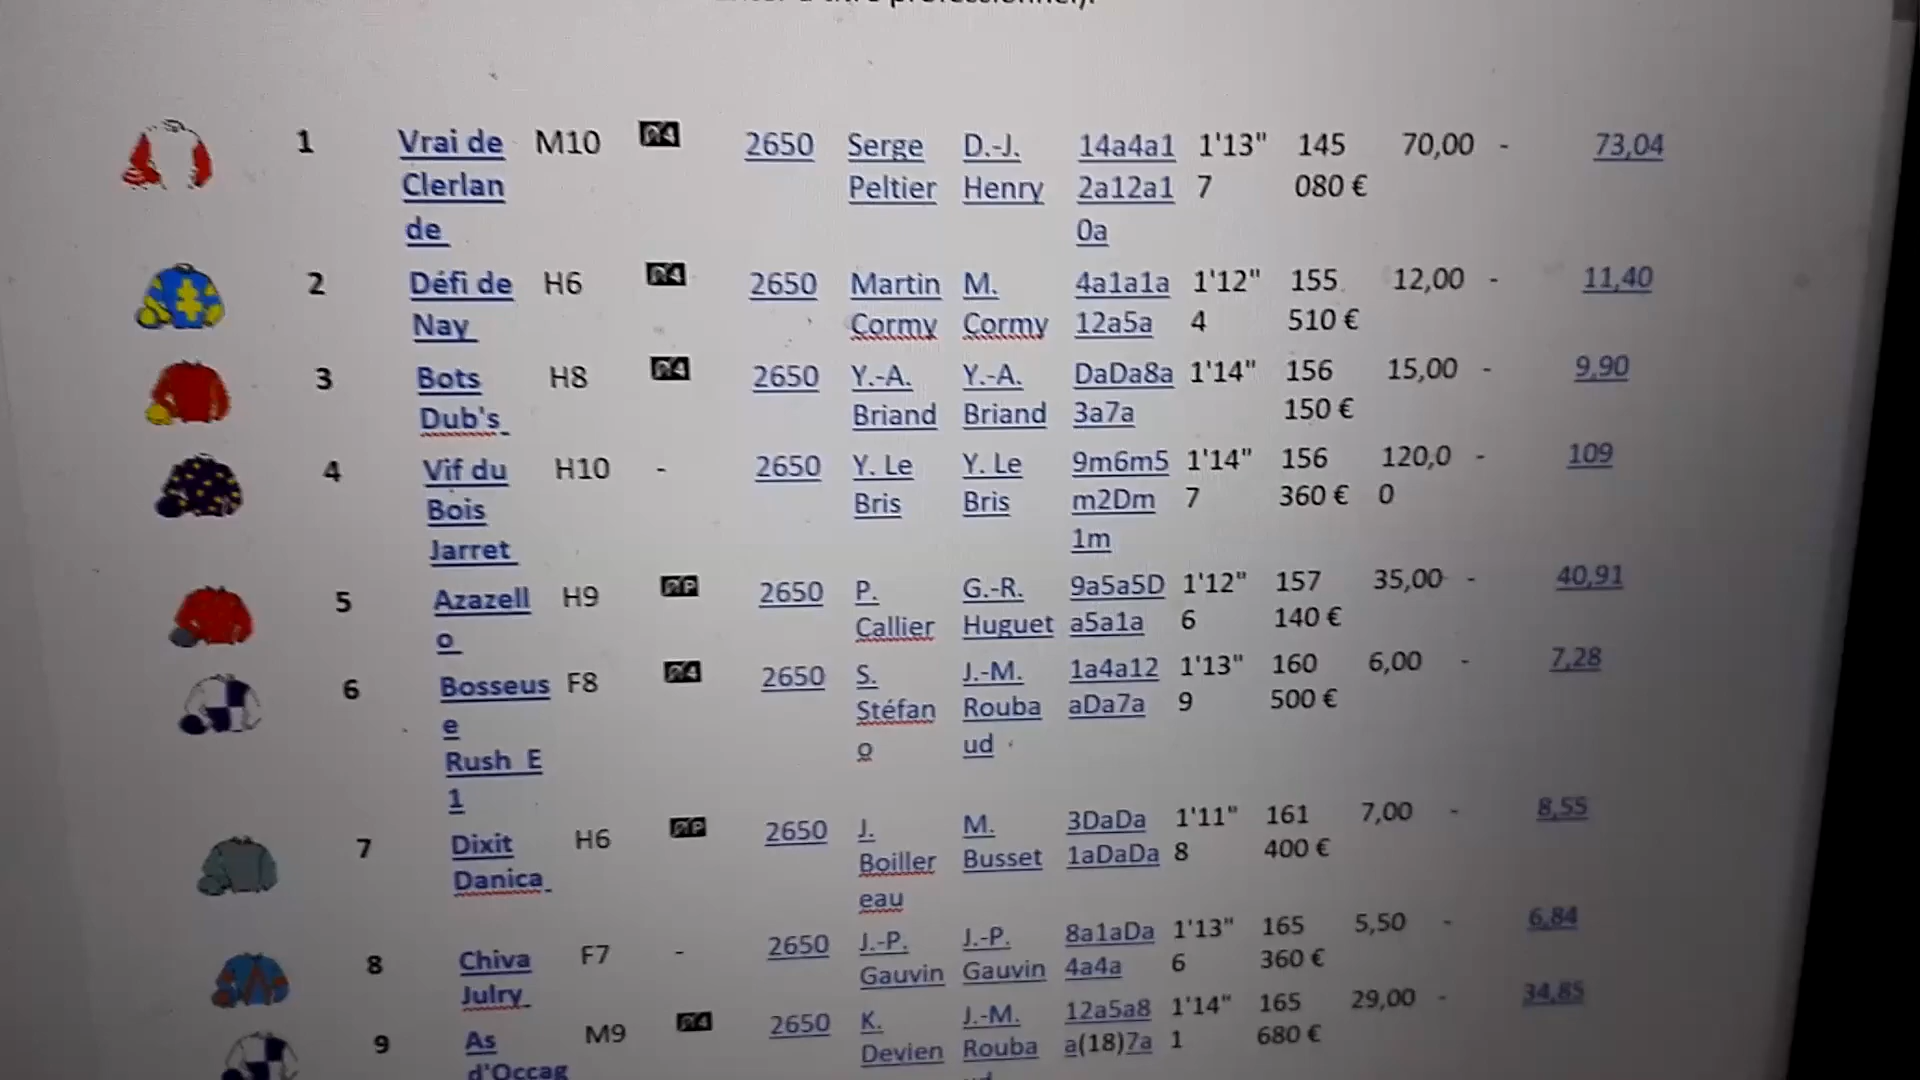 1 Vrai de M10 D4 2650 Serge D.-J. 14a4a1 1'13" 145 70,00 - 73,04
Clerlan Peltier Henry 2a12a1 7 080 €
de 0a
2 Défi de H6 D4 2650 Martin M. 4a1a1a 1'12" 155 12,00 - 11,40
Nay Cormy Cormy 12a5a 4 510 €
3 Bots H8 D4 2650 Y.-A. Y.-A. DaDa8a 1'14" 156 15,00 - 9,90
Dub's Briand Briand 3a7a 150 €
4 Vif du H10 - 2650 Y. Le Y. Le 9m6m5 1'14" 156 120,0 - 109
Bois Bris Bris m2Dm 7 360 € 0
Jarret 1m
5 Azazell H9 DP 2650 P. G.-R. 9a5a5D 1'12" 157 35,00 - 40,91
o Callier Huguet a5a1a 6 140 €
6 Bosseus F8 D4 2650 S. J.-M. 1a4a12 1'13" 160 6,00 - 7,28
e Stéfan Rouba aDa7a 9 500 €
Rush E o ud
1
7 Dixit H6 DP 2650 J. M. 3DaDa 1'11" 161 7,00 - 8,55
Danica Boiller Busset 1aDaDa 8 400 €
eau
8 Chiva F7 - 2650 J.-P. J.-P. 8a1aDa 1'13" 165 5,50 - 6,84
Julry Gauvin Gauvin 4a4a 6 360 €
9 As M9 D4 2650 K. J.-M. 12a5a8 1'14" 165 29,00 - 34,85
d'Occag Devien Rouba a(18)7a 1 680 €